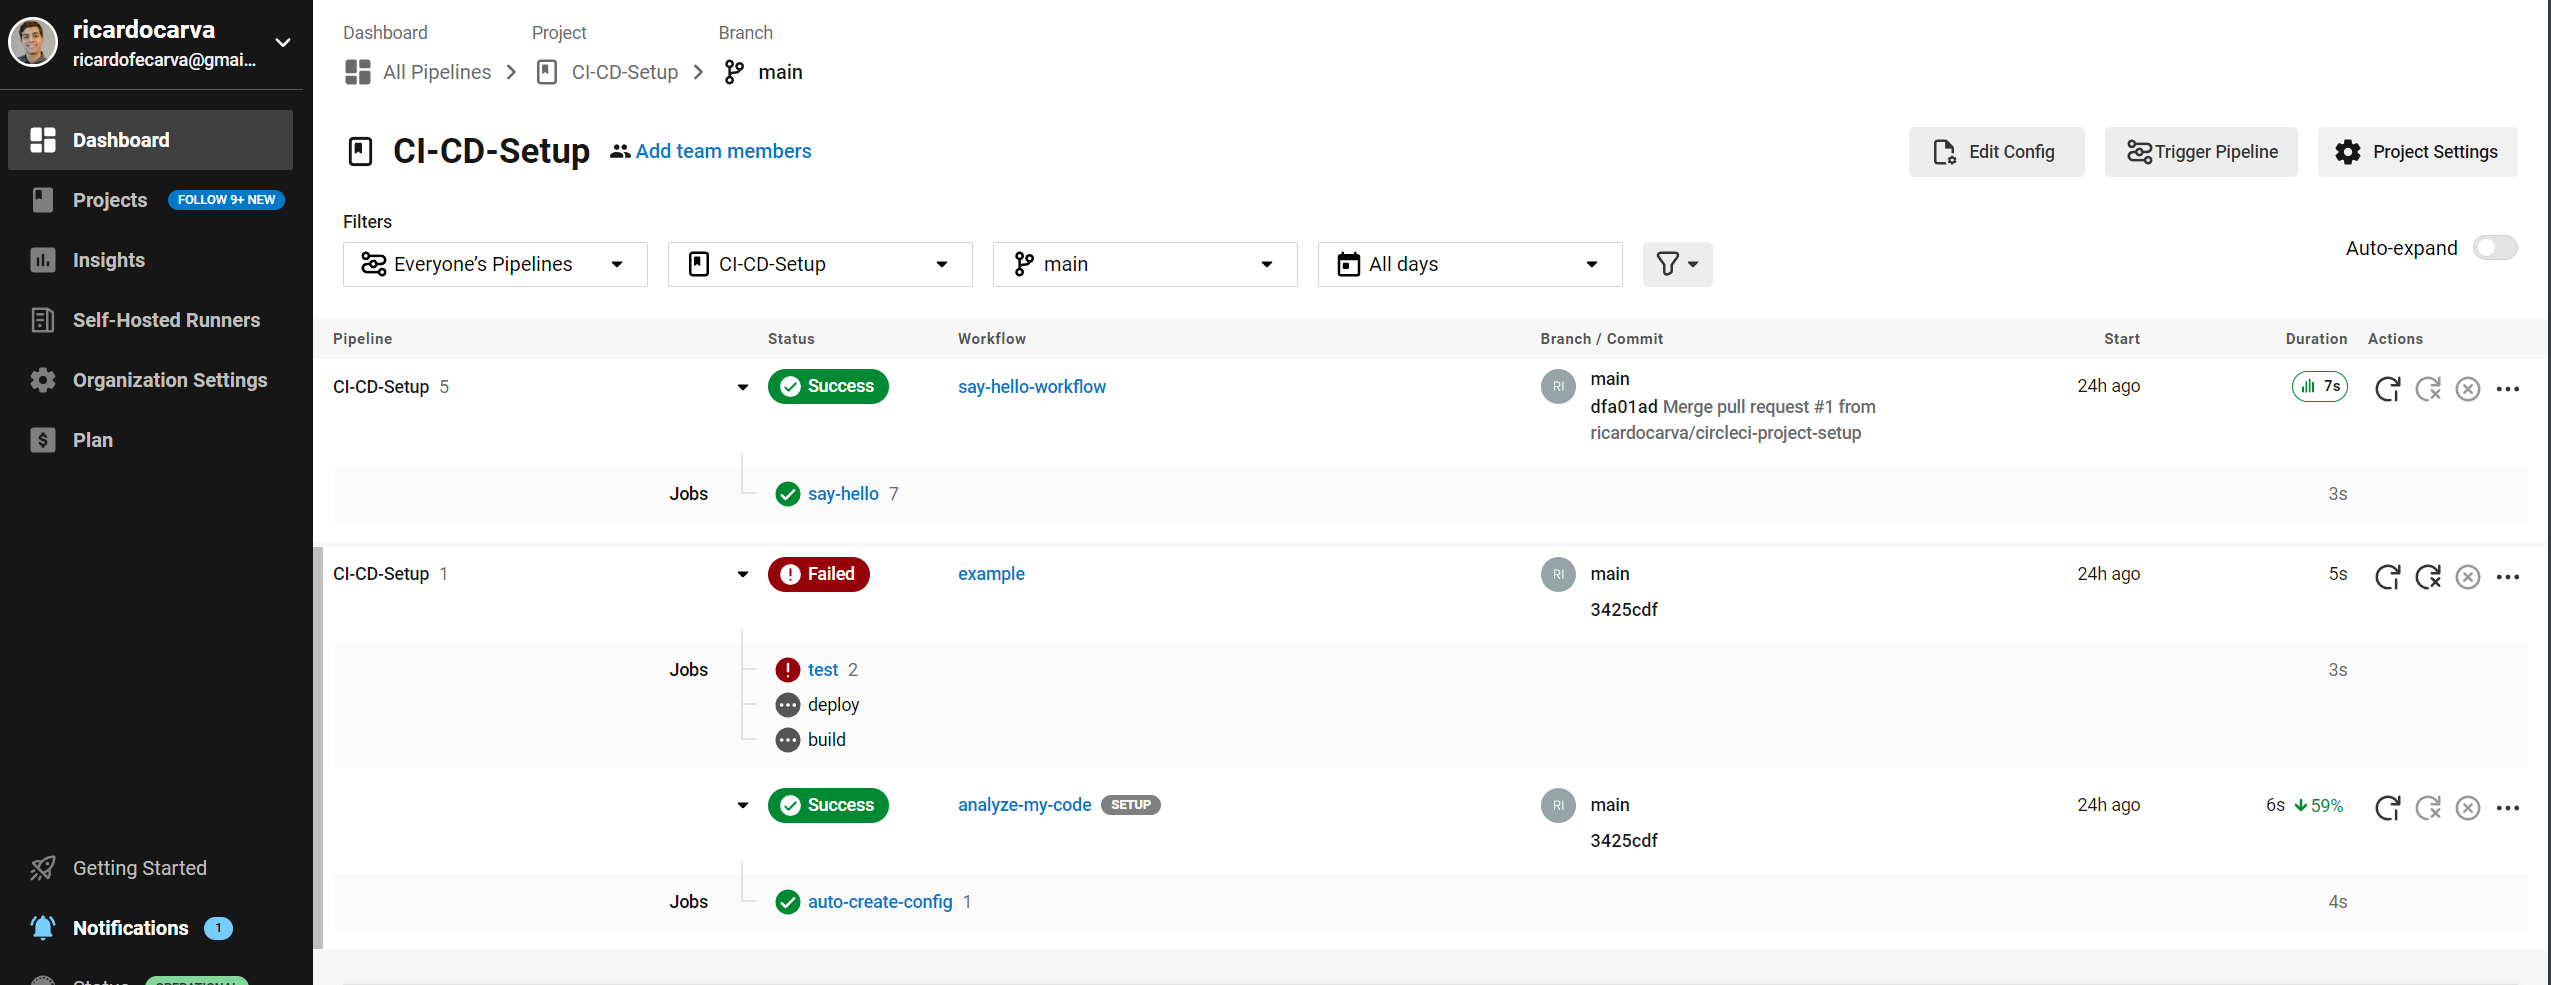 ricardocarva
ricardofecarva@gmai...
Dashboard
Projects FOLLOW 9+ NEW
Insights
Self-Hosted Runners
Organization Settings
Plan
Getting Started
Notifications 1
Status OPERATIONAL
Dashboard Project Branch
All Pipelines CI-CD-Setup main
CI-CD-Setup Add team members
Edit Config Trigger Pipeline Project Settings
Filters
Everyone’s Pipelines CI-CD-Setup main All days
Auto-expand
Pipeline Status Workflow Branch / Commit Start Duration Actions
CI-CD-Setup 5 Success say-hello-workflow RI main 24h ago 7s
dfa01ad Merge pull request #1 from
ricardocarva/circleci-project-setup
Jobs say-hello 7 3s
CI-CD-Setup 1 Failed example RI main 24h ago 5s
3425cdf
Jobs test 2 3s
deploy
build
Success analyze-my-code SETUP RI main 24h ago 6s 59%
3425cdf
Jobs auto-create-config 1 4s